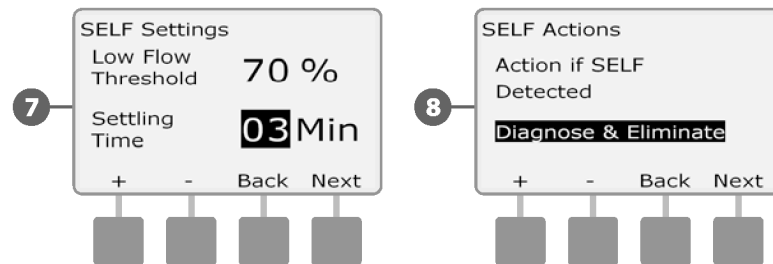 7
SELF Settings
Low Flow
Threshold
70 %
Settling
Time
03 Min
+ - Back Next
8
SELF Actions
Action if SELF
Detected
Diagnose & Eliminate
+ - Back Next